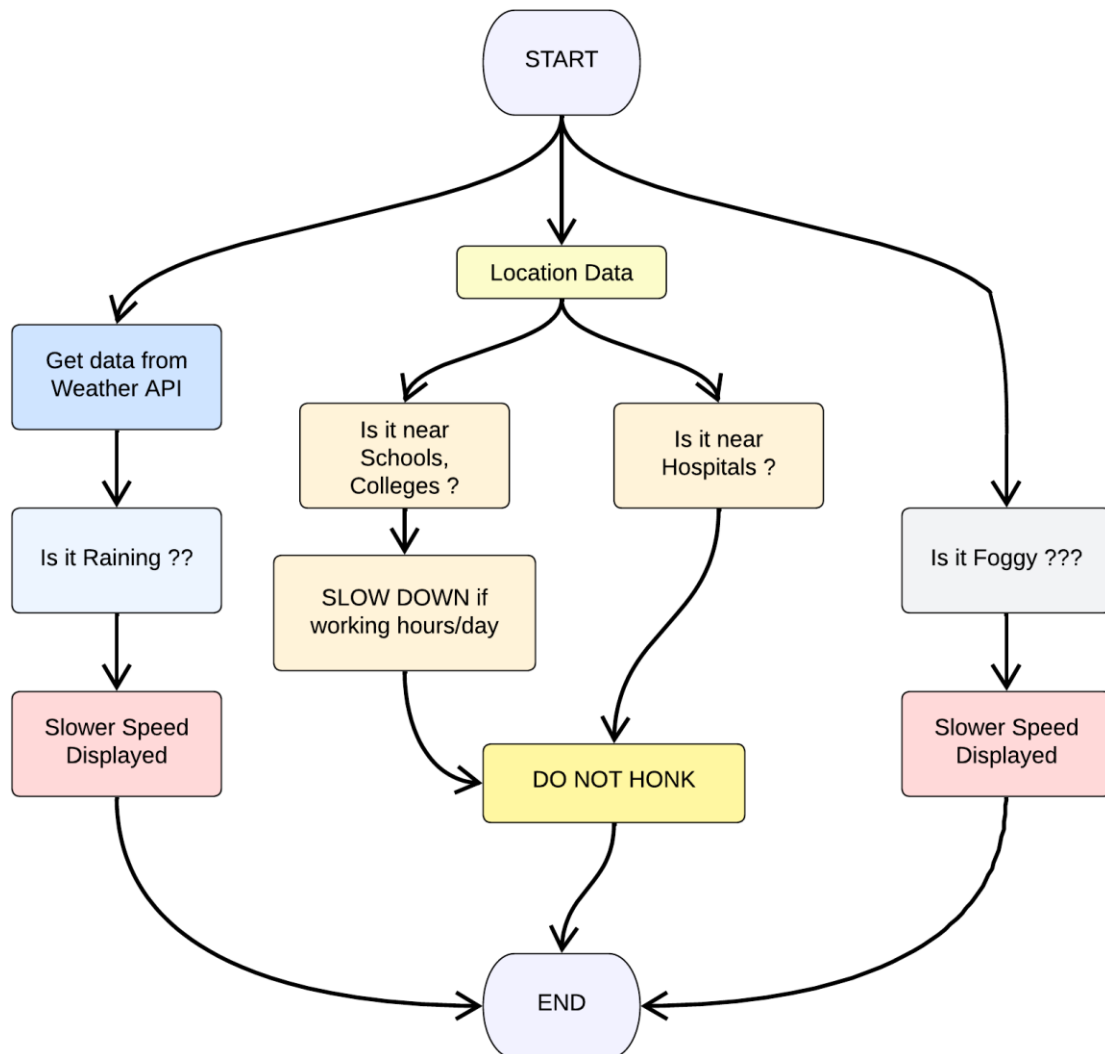 START
Location Data
Get data from
Weather API
Is it near
Schools,
Colleges ?
Is it near
Hospitals ?
Is it Raining ??
Is it Foggy ???
SLOW DOWN if
working hours/day
Slower Speed
Displayed
DO NOT HONK
Slower Speed
Displayed
END